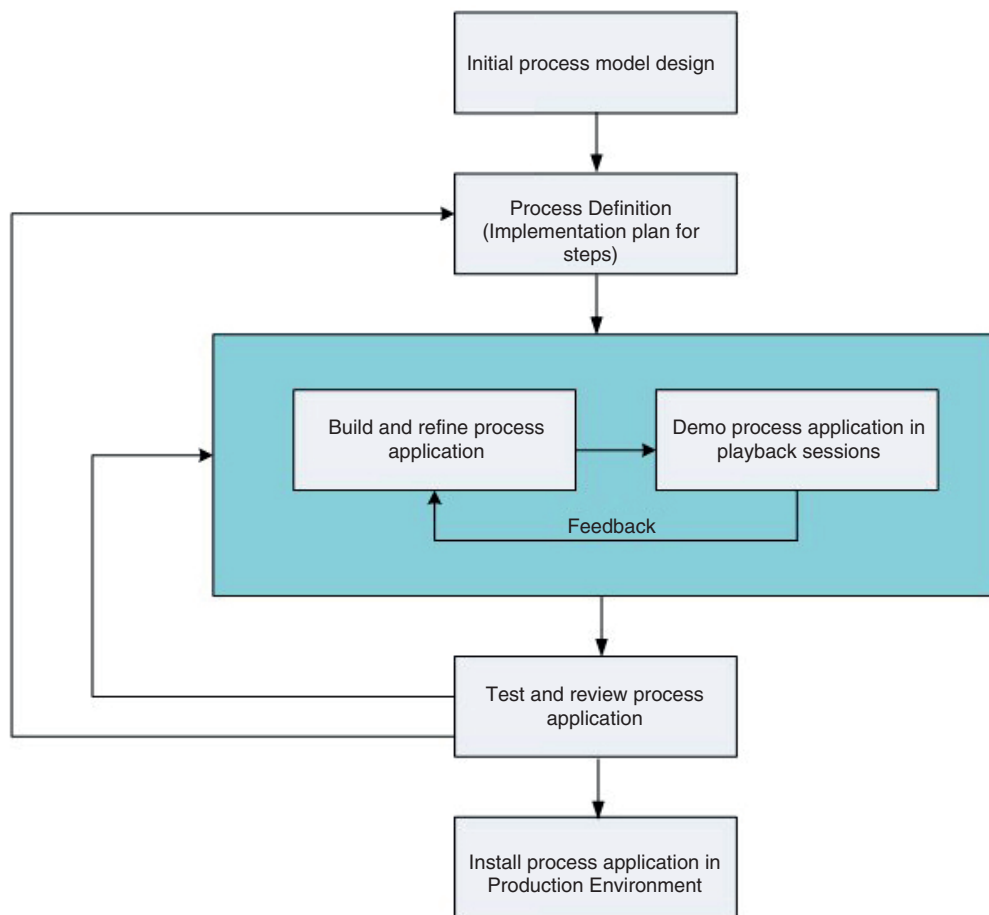 Initial process model design
Process Definition
(Implementation plan for
steps)
Build and refine process
application
Demo process application in
playback sessions
Feedback
Test and review process
application
Install process application in
Production Environment